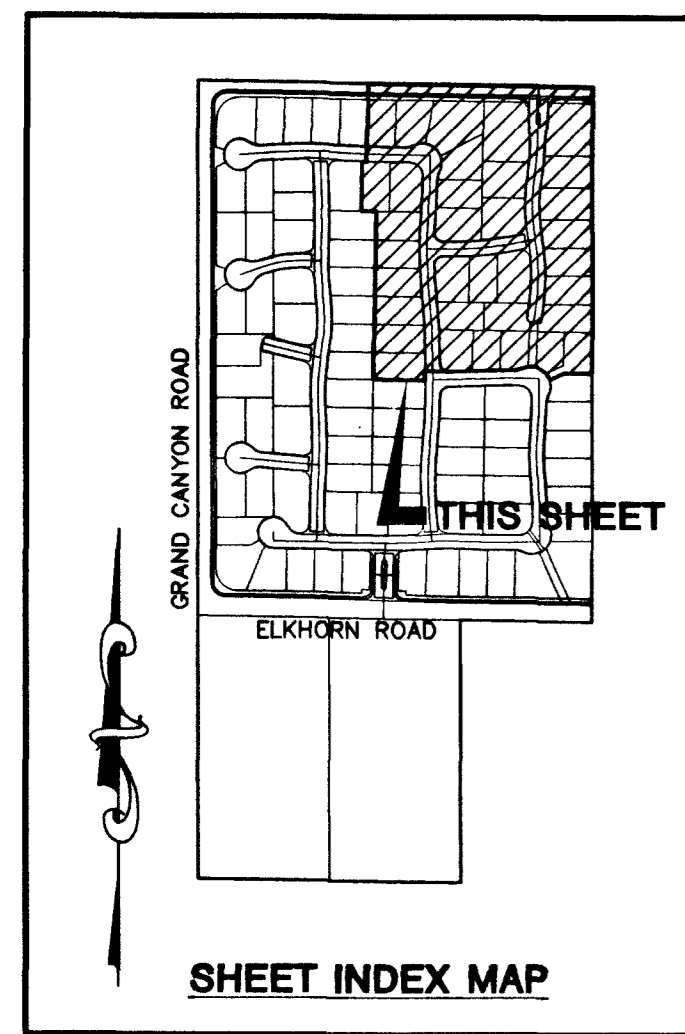 GRAND CANYON ROAD
THIS SHEET
ELKHORN ROAD
SHEET INDEX MAP